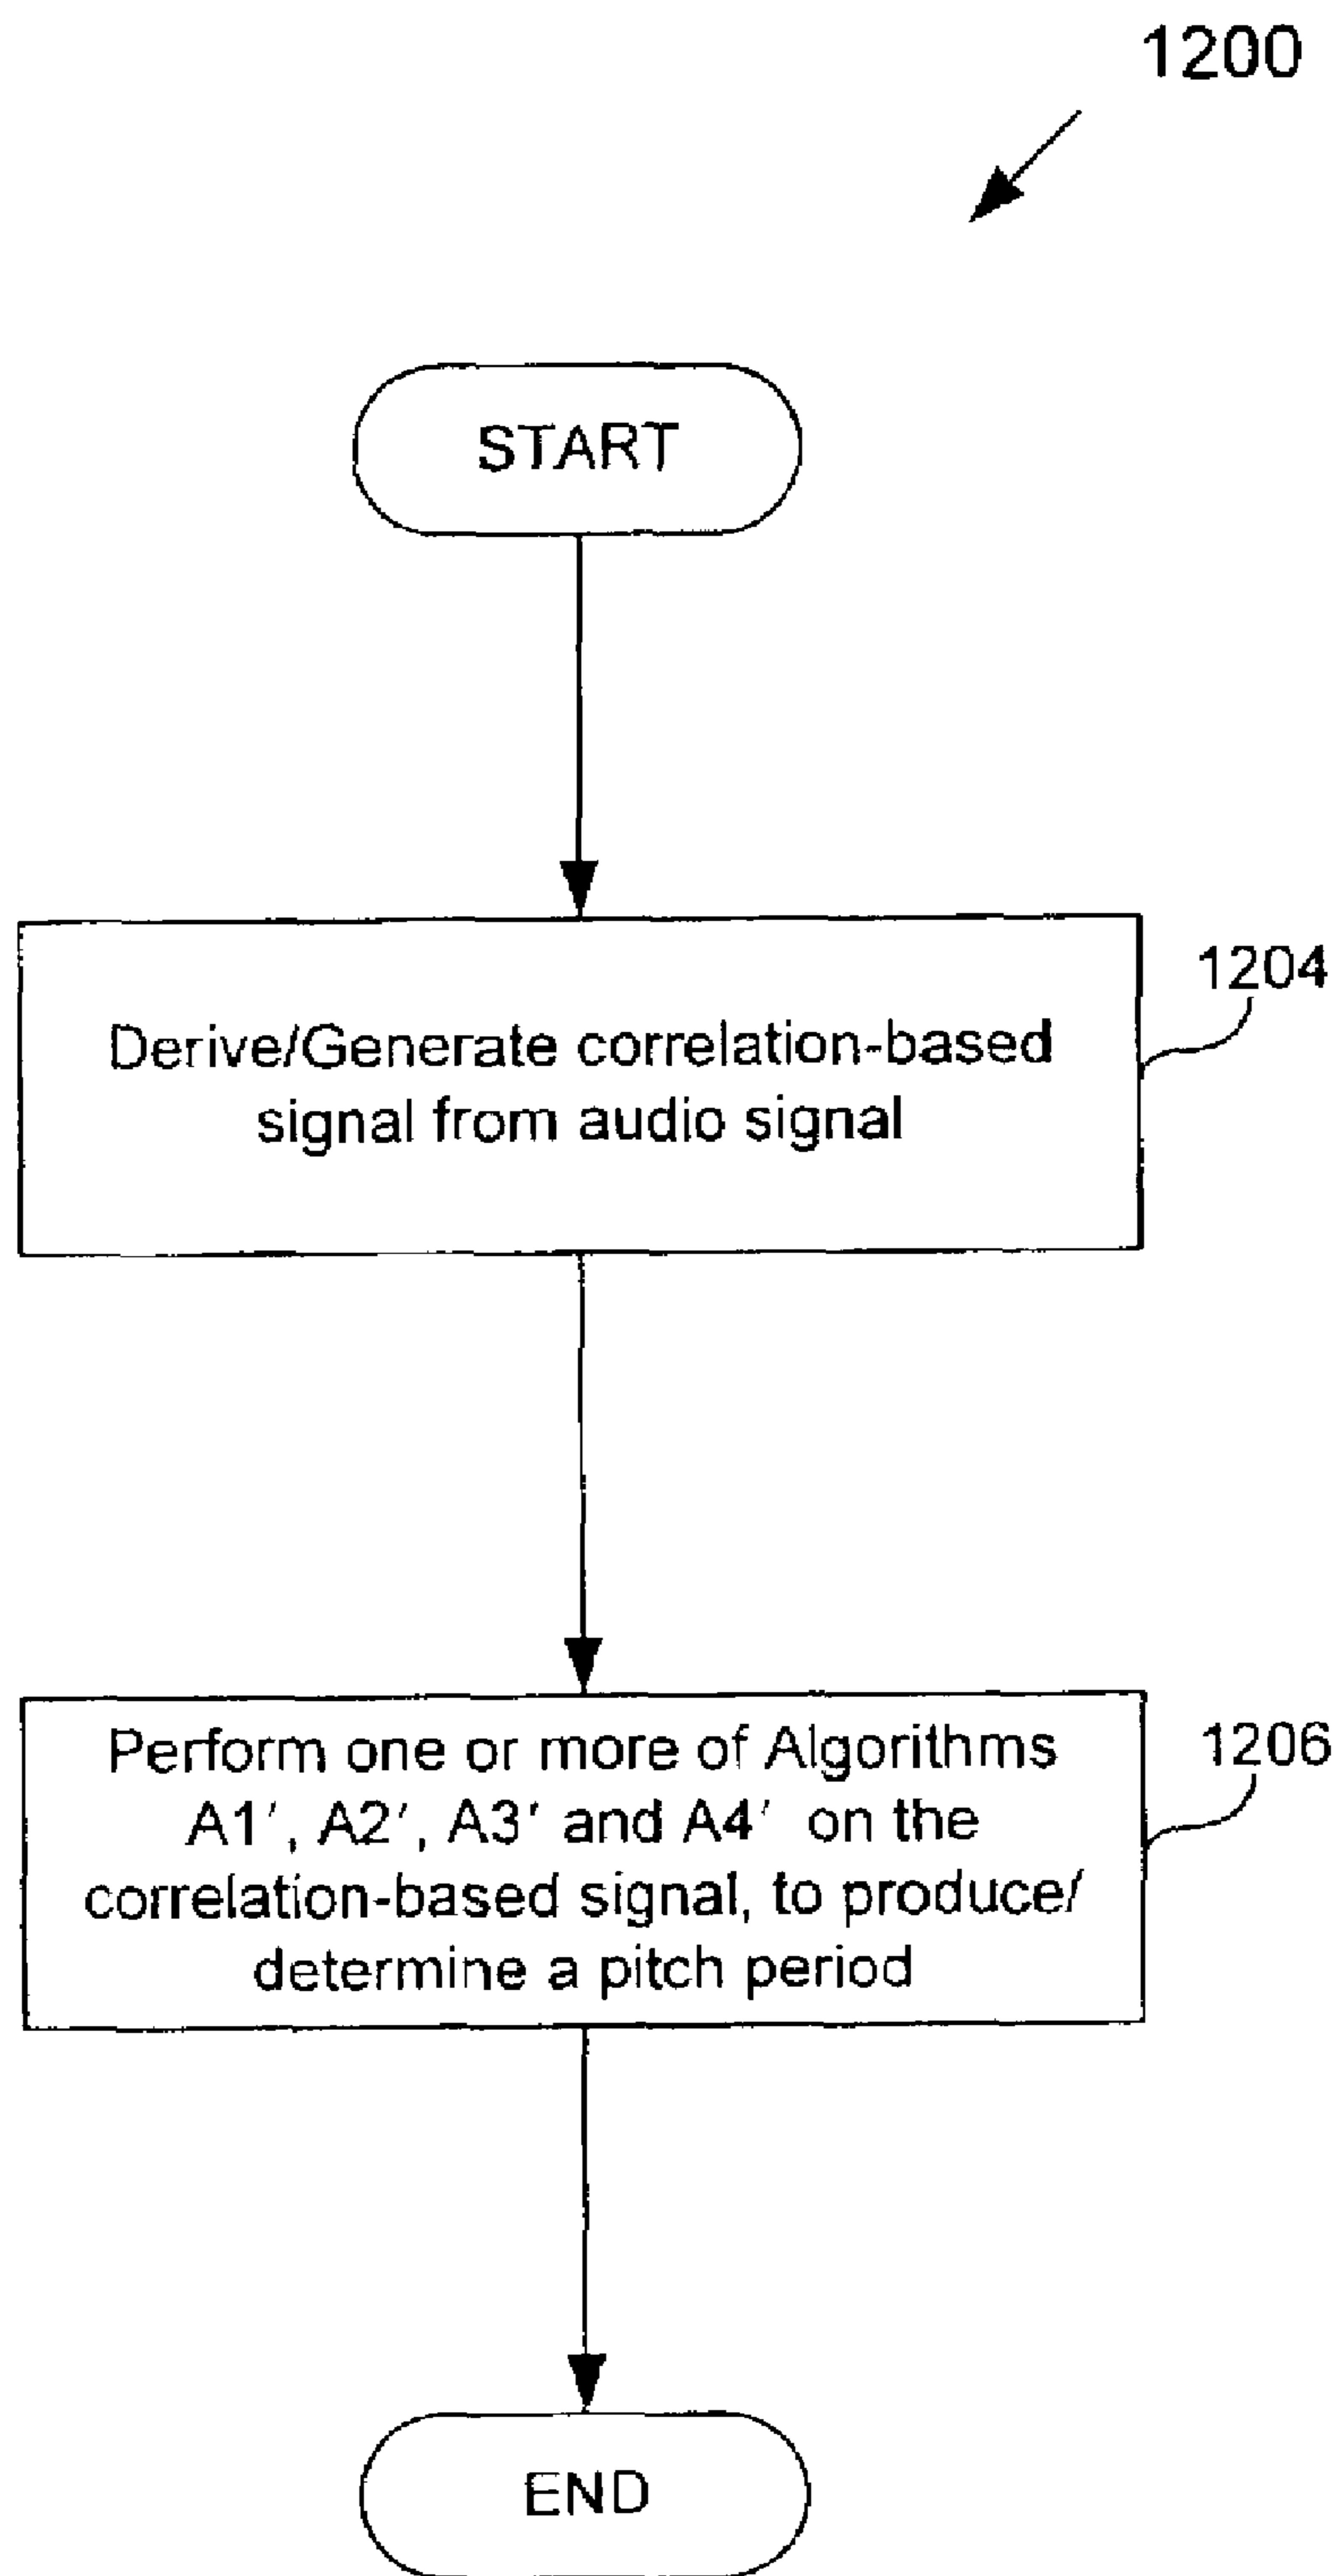 1200
START
Derive/Generate correlation-based
signal from audio signal
1204
Perform one or more of Algorithms
A1′, A2′, A3′ and A4′ on the
correlation-based signal, to produce/
determine a pitch period
1206
END